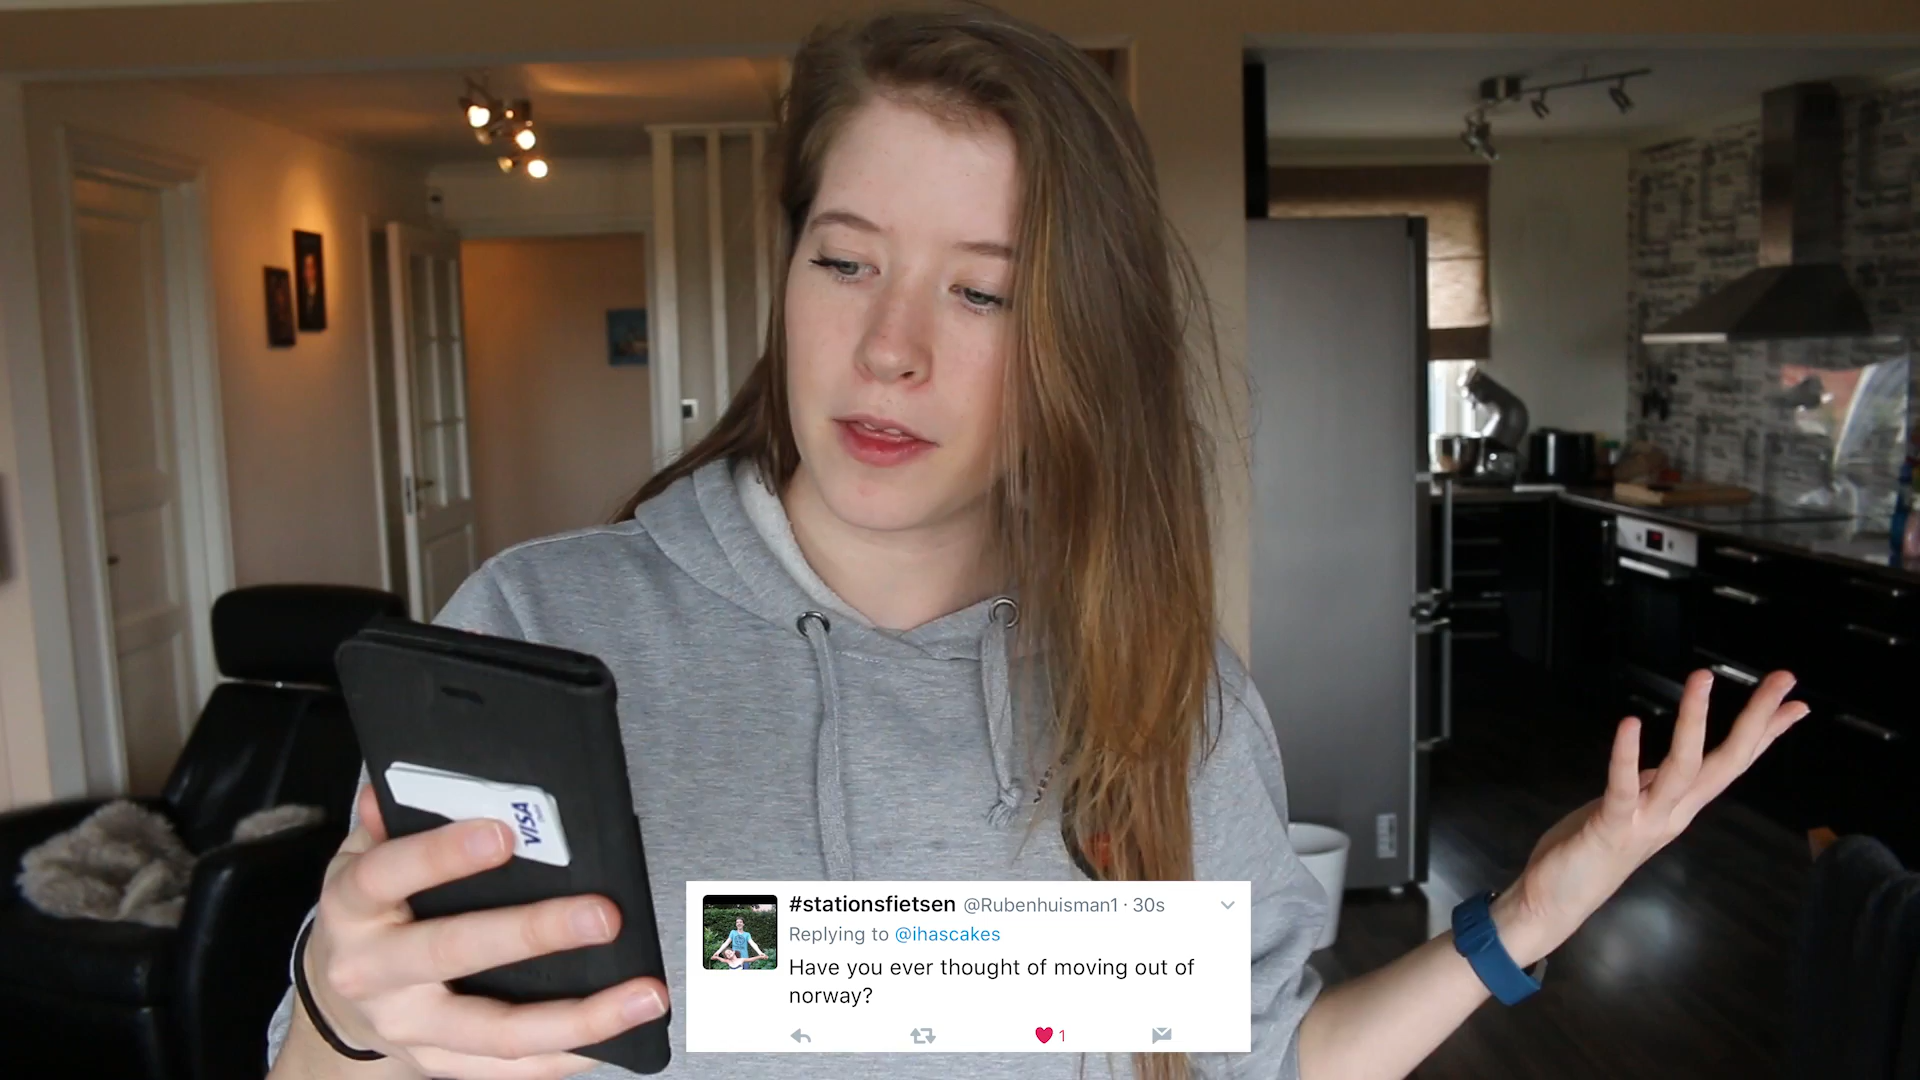 VISA
#stationsfietsen @Rubenhuisman1 · 30s
Replying to @ihascakes
Have you ever thought of moving out of
norway?
1